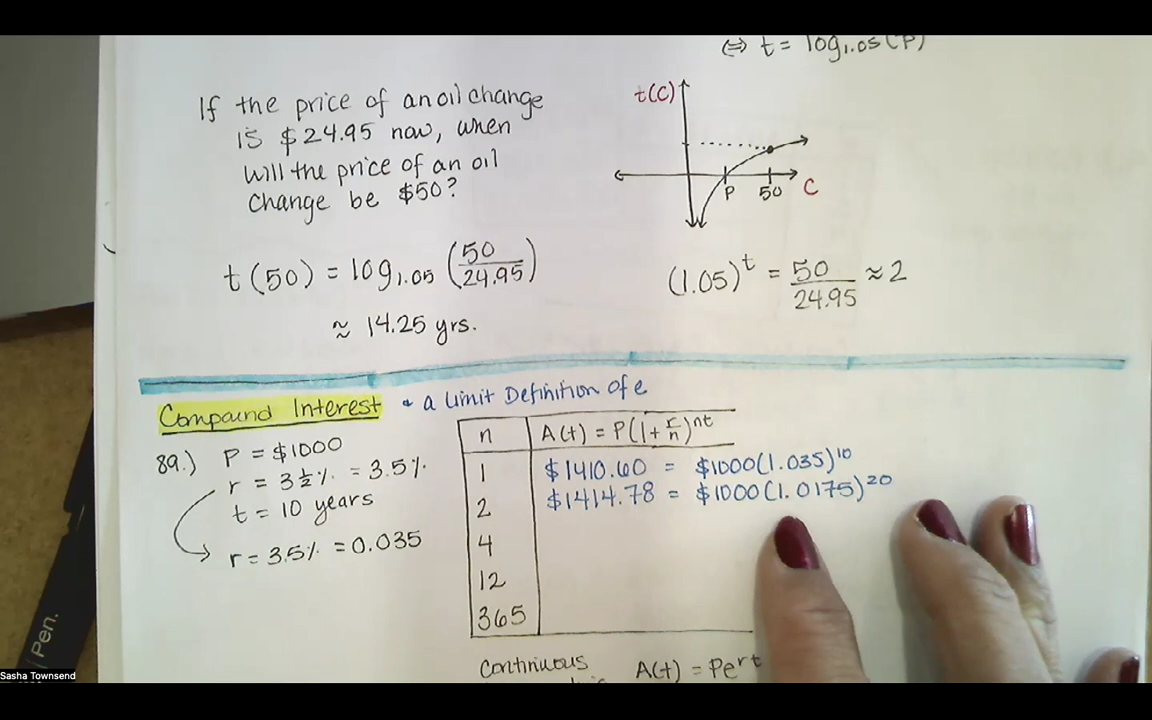 ⇔ t = log₁.₀₅(P)
If the price of an oil change
is $24.95 now, when
will the price of an oil
change be $50?
t(C)
P 50 C
t(50) = log₁.₀₅ (50/24.95)
≈ 14.25 yrs.
(1.05)ᵗ = 50/24.95 ≈ 2
Compound Interest & a Limit Definition of e
89.) P = $1000
r = 3 ½ % = 3.5%
t = 10 years
r = 3.5% = 0.035
n A(t) = P(1 + r/n)ⁿᵗ
1 $1410.60 = $1000(1.035)¹⁰
2 $1414.78 = $1000(1.0175)²⁰
4
12
365
Continuous A(t) = Peʳᵗ
Pen.
Sasha Townsend